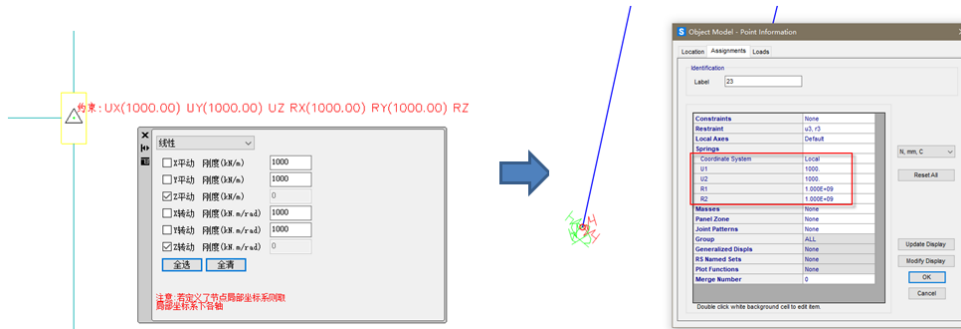 约束:UX(1000.00) UY(1000.00) UZ RX(1000.00) RY(1000.00) RZ
线性
X平动 刚度(kN/m) 1000
Y平动 刚度(kN/m) 1000
Z平动 刚度(kN/m) 0
X转动 刚度(kN.m/rad) 1000
Y转动 刚度(kN.m/rad) 1000
Z转动 刚度(kN.m/rad) 0
全选 全清
注意:若定义了节点局部坐标系则取
局部坐标系下各轴
S Object Model - Point Information
Location Assignments Loads
Identification
Label 23
Constraints None
Restraint u3, r3
Local Axes Default
Springs
Coordinate System Local
U1 1000.
U2 1000.
R1 1.000E+09
R2 1.000E+09
Masses None
Panel Zone None
Joint Patterns None
Group ALL
Generalized Displs None
RS Named Sets None
Plot Functions None
Merge Number 0
Double click white background cell to edit item.
N, mm, C
Reset All
Update Display
Modify Display
OK
Cancel